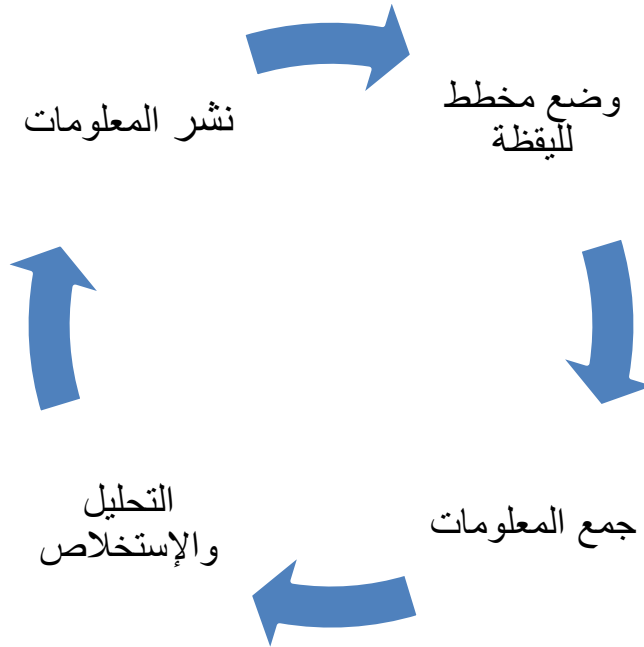 وضع مخطط
لليقظة
نشر المعلومات
جمع المعلومات
التحليل
والإستخلاص